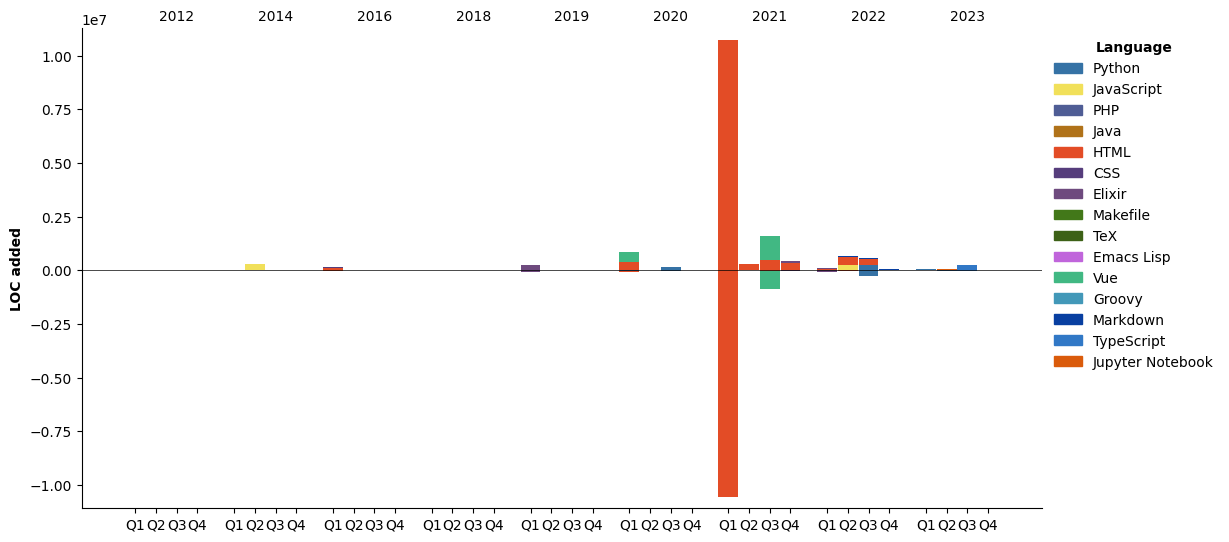 1e7
2012 2014 2016 2018 2019 2020 2021 2022 2023
1.00
0.75
0.50
0.25
0.00
−0.25
−0.50
−0.75
−1.00
LOC added
Q1 Q2 Q3 Q4 Q1 Q2 Q3 Q4 Q1 Q2 Q3 Q4 Q1 Q2 Q3 Q4 Q1 Q2 Q3 Q4 Q1 Q2 Q3 Q4 Q1 Q2 Q3 Q4 Q1 Q2 Q3 Q4 Q1 Q2 Q3 Q4
Language
Python
JavaScript
PHP
Java
HTML
CSS
Elixir
Makefile
TeX
Emacs Lisp
Vue
Groovy
Markdown
TypeScript
Jupyter Notebook